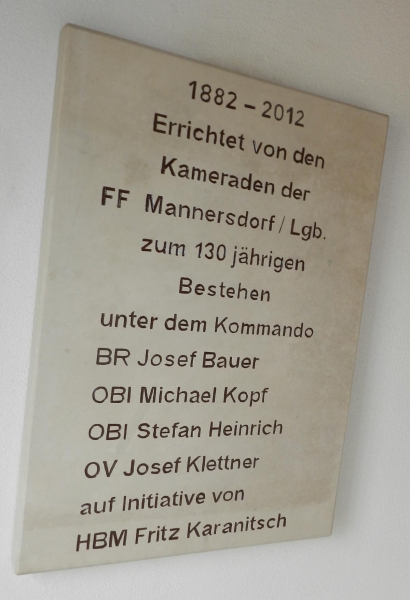 1882 – 2012
Errichtet von den
Kameraden der
FF Mannersdorf / Lgb.
zum 130 jährigen
Bestehen
unter dem Kommando
BR Josef Bauer
OBI Michael Kopf
OBI Stefan Heinrich
OV Josef Klettner
auf Initiative von
HBM Fritz Karanitsch